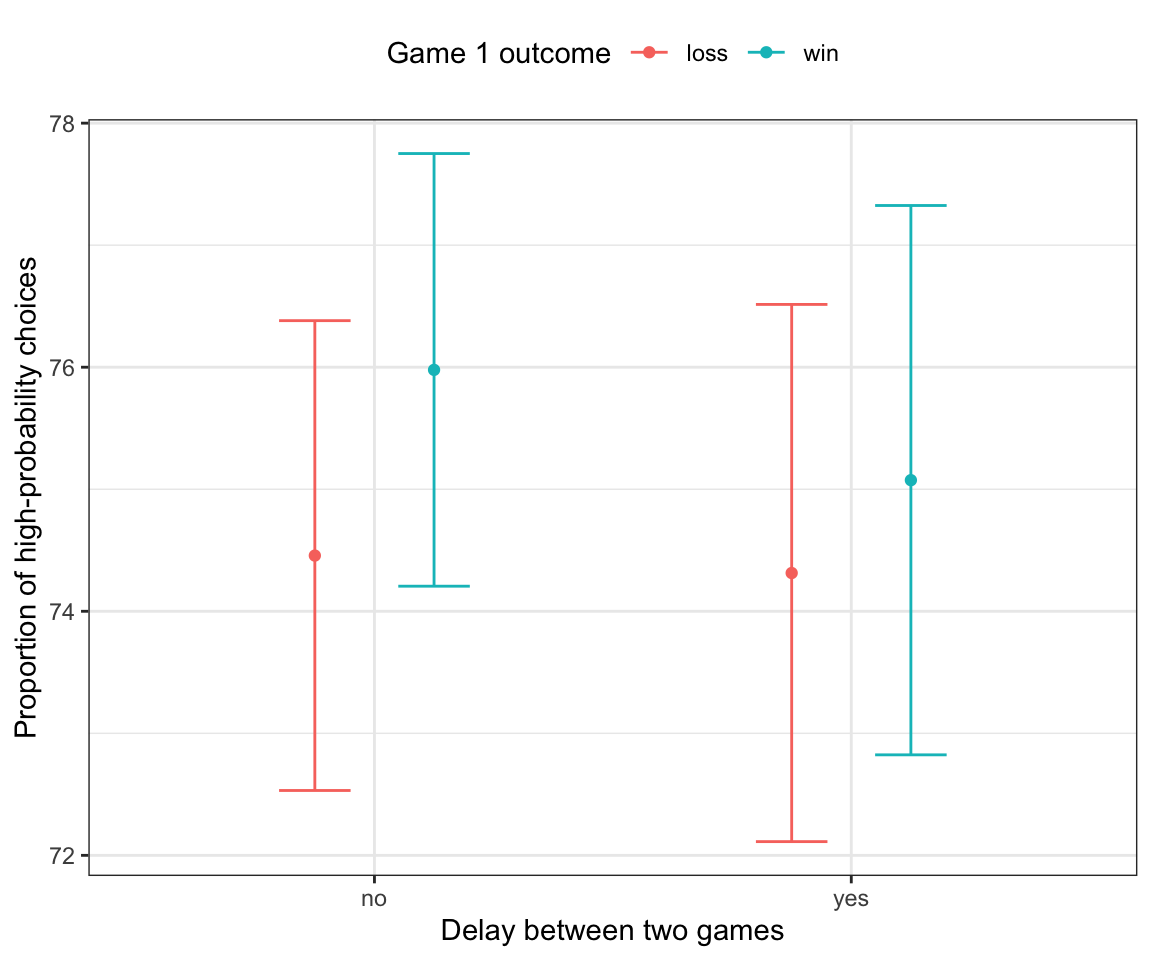 Game 1 outcome loss win
Proportion of high-probability choices
78
76
74
72
no yes
Delay between two games